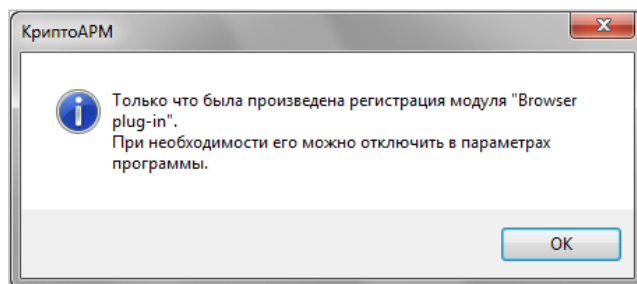 КриптоАРМ
Только что была произведена регистрация модуля "Browser
plug-in".
При необходимости его можно отключить в параметрах
программы.
OK